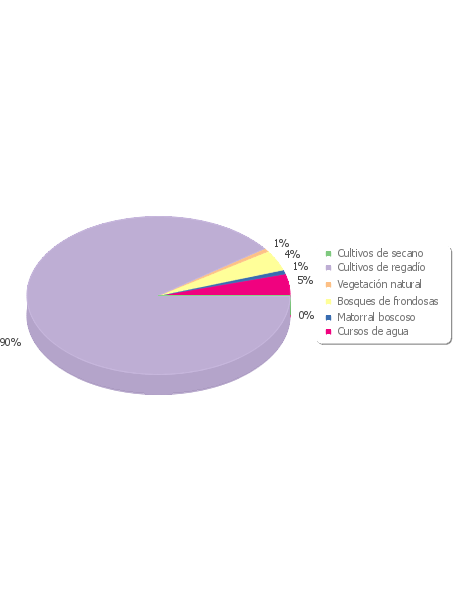 1%
4%
1%
5%
0%
90%
Cultivos de secano
Cultivos de regadío
Vegetación natural
Bosques de frondosas
Matorral boscoso
Cursos de agua